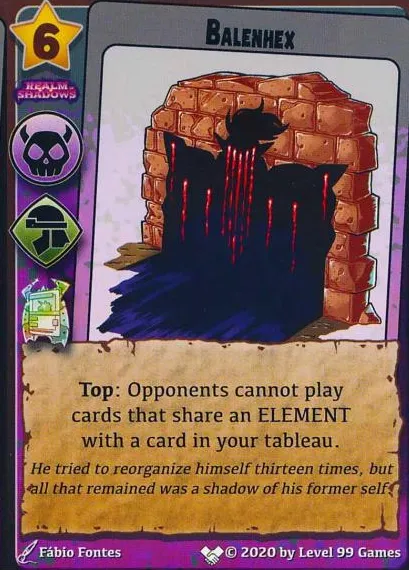 6
BALENHEX
REALM OF
SHADOWS
Top: Opponents cannot play
cards that share an ELEMENT
with a card in your tableau.
He tried to reorganize himself thirteen times, but
all that remained was a shadow of his former self.
Fábio Fontes
© 2020 by Level 99 Games